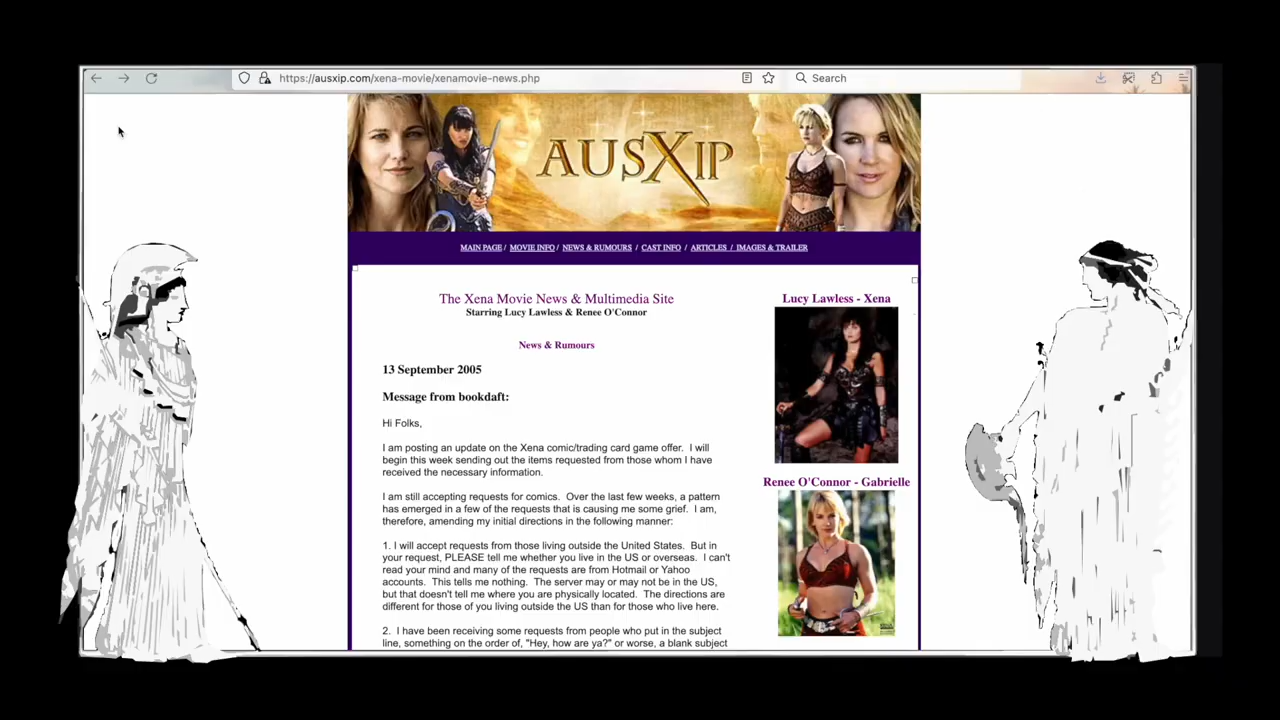 https://ausxip.com/xena-movie/xenamovie-news.php
Search
AUSXIP
MAIN PAGE / MOVIE INFO / NEWS & RUMOURS / CAST INFO / ARTICLES / IMAGES & TRAILER
The Xena Movie News & Multimedia Site
Starring Lucy Lawless & Renee O'Connor
News & Rumours
13 September 2005
Message from bookdaft:
Hi Folks,
I am posting an update on the Xena comic/trading card game offer. I will
begin this week sending out the items requested from those whom I have
received the necessary information.
I am still accepting requests for comics. Over the last few weeks, a pattern
has emerged in a few of the requests that is causing me some grief. I am,
therefore, amending my initial directions in the following manner:
1. I will accept requests from those living outside the United States. But in
your request, PLEASE tell me whether you live in the US or overseas. I can't
read your mind and many of the requests are from Hotmail or Yahoo
accounts. This tells me nothing. The server may or may not be in the US,
but that doesn't tell me where you are physically located. The directions are
different for those of you living outside the US than for those who live here.
2. I have been receiving some requests from people who put in the subject
line, something on the order of, "Hey, how are ya?" or worse, a blank subject
Lucy Lawless - Xena
Renee O'Connor - Gabrielle